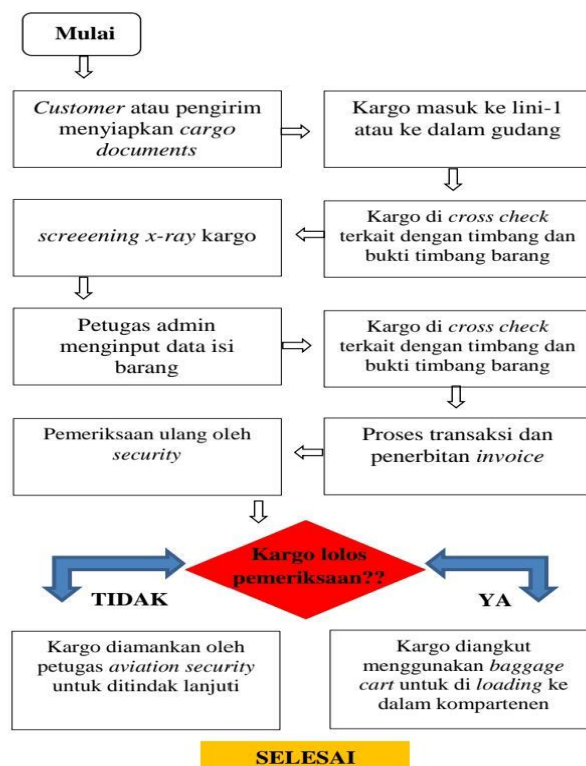 Mulai
Customer atau pengirim
menyiapkan cargo
documents
Kargo masuk ke lini-1
atau ke dalam gudang
Kargo di cross check
terkait dengan timbang dan
bukti timbang barang
screeening x-ray kargo
Petugas admin
menginput data isi
barang
Kargo di cross check
terkait dengan timbang dan
bukti timbang barang
Proses transaksi dan
penerbitan invoice
Pemeriksaan ulang oleh
security
Kargo lolos
pemeriksaan??
TIDAK
YA
Kargo diamankan oleh
petugas aviation security
untuk ditindak lanjuti
Kargo diangkut
menggunakan baggage
cart untuk di loading ke
dalam kompartenen
SELESAI